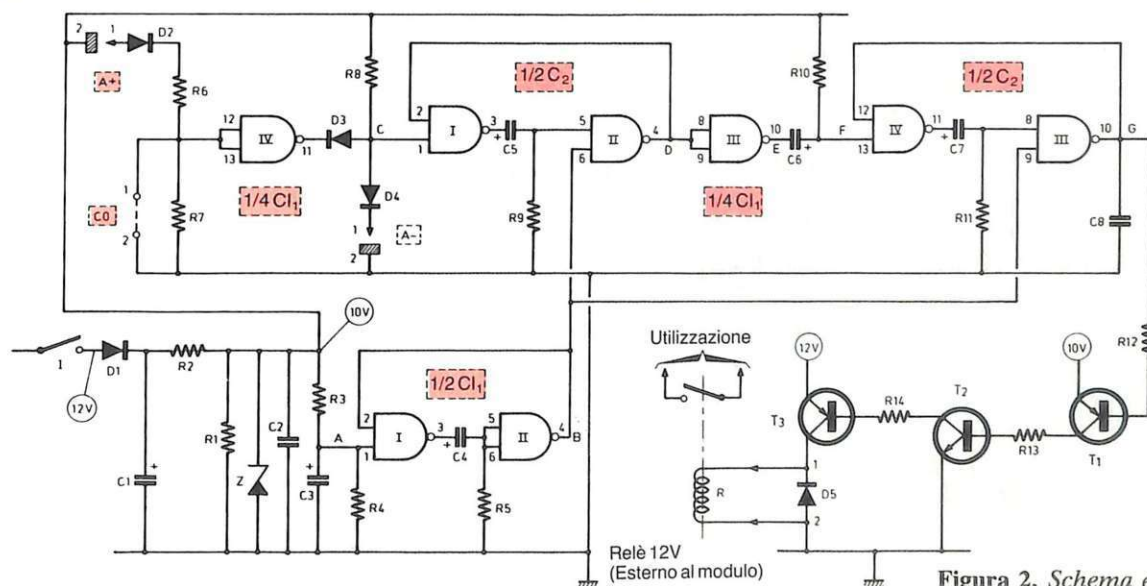 2
1
D2
A+
R6
12
13
IV
11
D3
1/4 CI1
C0
1
2
R7
R8
C
D4
1
2
A-
1/2 C2
2
1
I
3
C5
+
R9
5
6
II
4
D
8
9
III
10
E
C6
+
1/4 CI1
R10
F
1/2 C2
12
13
IV
11
C7
+
R11
8
9
III
10
G
C8
R12
I
12V
D1
R2
C1
+
R1
Z
C2
10V
R3
A
C3
+
R4
1/2 CI1
2
1
I
3
C4
+
5
6
R5
II
4
B
Utilizzazione
12V
T3
R14
T2
R13
10V
T1
R
1
D5
2
Relè 12V
(Esterno al modulo)
Figura 2. Schema